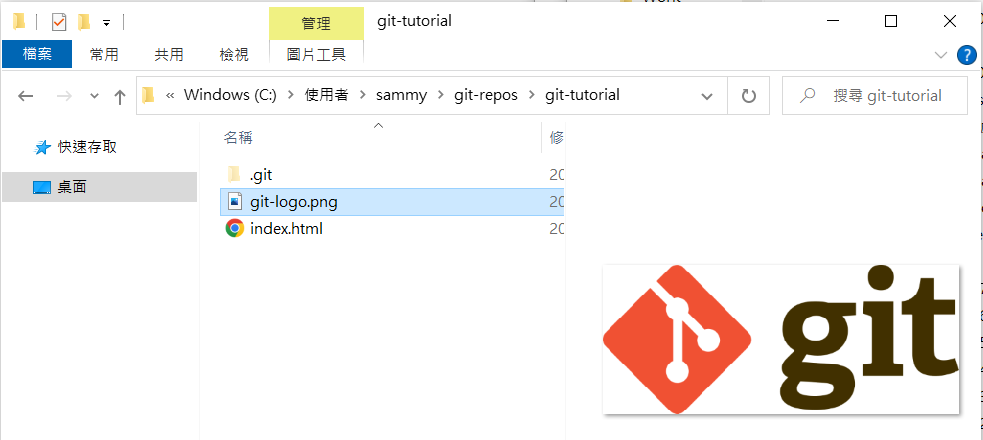 管理
git-tutorial
檔案
常用
共用
檢視
圖片工具
?
« Windows (C:) > 使用者 > sammy > git-repos > git-tutorial
搜尋 git-tutorial
快速存取
桌面
名稱
修
.git
20
git-logo.png
20
index.html
20
git